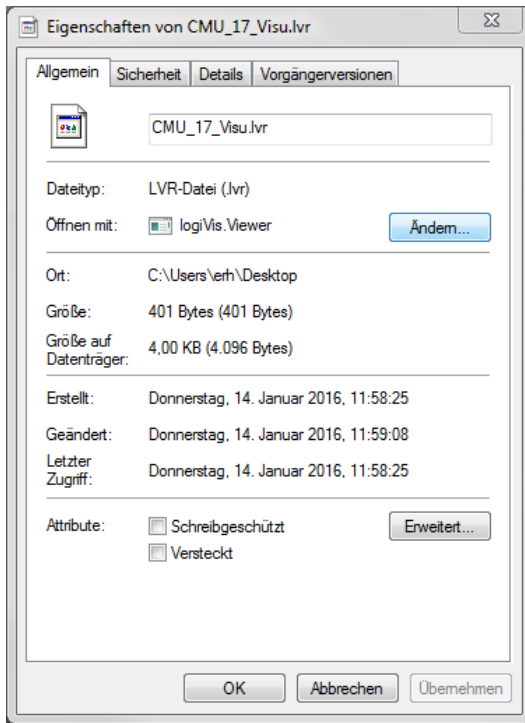 Eigenschaften von CMU_17_Visu.lvr
Allgemein Sicherheit Details Vorgängerversionen
CMU_17_Visu.lvr
Dateityp: LVR-Datei (.lvr)
Öffnen mit: logiVis.Viewer Ändern...
Ort: C:\Users\erh\Desktop
Größe: 401 Bytes (401 Bytes)
Größe auf
Datenträger: 4,00 KB (4.096 Bytes)
Erstellt: Donnerstag, 14. Januar 2016, 11:58:25
Geändert: Donnerstag, 14. Januar 2016, 11:59:08
Letzter
Zugriff: Donnerstag, 14. Januar 2016, 11:58:25
Attribute: Schreibgeschützt Erweitert...
Versteckt
OK Abbrechen Übernehmen